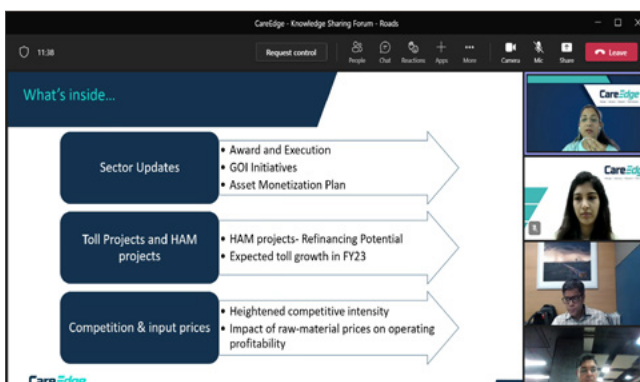 CareEdge - Knowledge Sharing Forum - Roads
11:38
Request control
People
Chat
Reactions
Apps
More
Camera
Mic
Share
Leave
What's inside...
Sector Updates
• Award and Execution
• GOI Initiatives
• Asset Monetization Plan
Toll Projects and HAM
projects
• HAM projects- Refinancing Potential
• Expected toll growth in FY23
Competition & input prices
• Heightened competitive intensity
• Impact of raw-material prices on operating
profitability
CareEdge
CareEdge
CareEdge